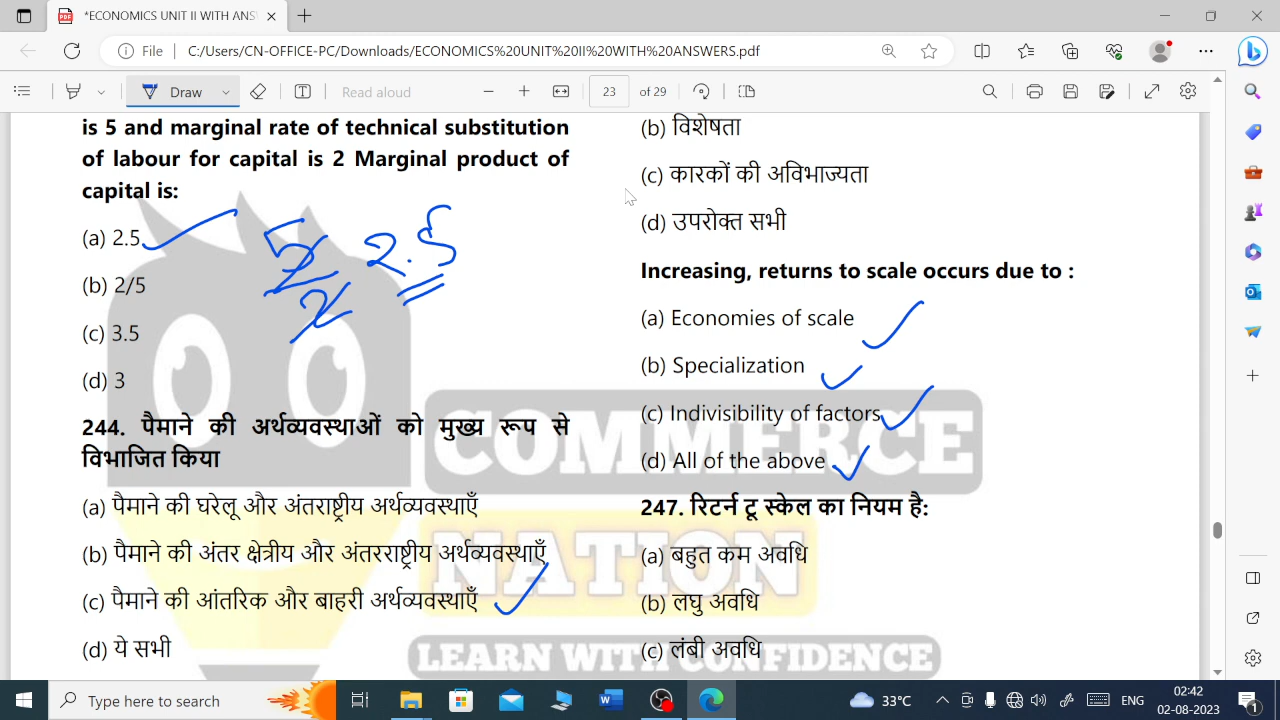 *ECONOMICS UNIT II WITH ANS
File
C:/Users/CN-OFFICE-PC/Downloads/ECONOMICS%20UNIT%20II%20WITH%20ANSWERS.pdf
Draw
Read aloud
23
of 29
is 5 and marginal rate of technical substitution
of labour for capital is 2 Marginal product of
capital is:
(a) 2.5
(b) 2/5
(c) 3.5
(d) 3
2.5
244. पैमाने की अर्थव्यवस्थाओं को मुख्य रूप से
विभाजित किया
(a) पैमाने की घरेलू और अंतराष्ट्रीय अर्थव्यवस्थाएँ
(b) पैमाने की अंतर क्षेत्रीय और अंतरराष्ट्रीय अर्थव्यवस्थाएँ
(c) पैमाने की आंतरिक और बाहरी अर्थव्यवस्थाएँ
(d) ये सभी
(b) विशेषता
(c) कारकों की अविभाज्यता
(d) उपरोक्त सभी
Increasing, returns to scale occurs due to :
(a) Economies of scale
(b) Specialization
(c) Indivisibility of factors
(d) All of the above
247. रिटर्न टू स्केल का नियम है:
(a) बहुत कम अवधि
(b) लघु अवधि
(c) लंबी अवधि
COMMERCE
NATION
LEARN WITH CONFIDENCE
Type here to search
33°C
ENG
02:42
02-08-2023
1